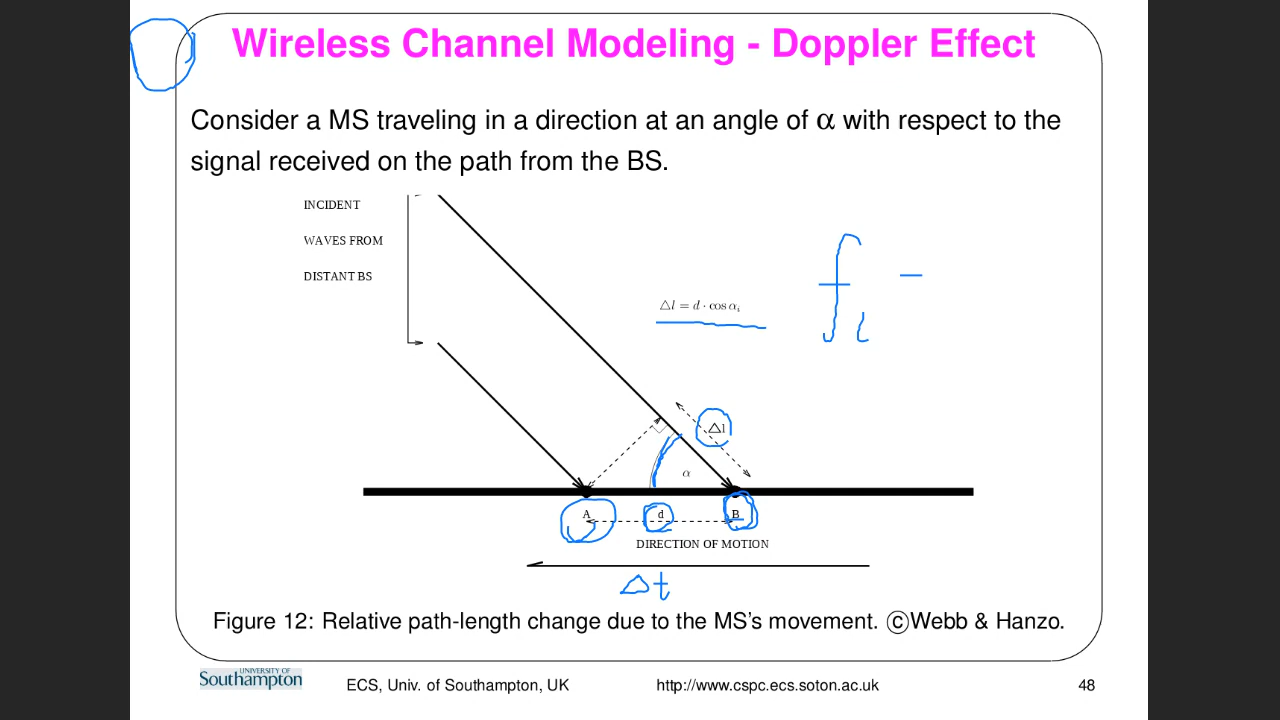 Wireless Channel Modeling - Doppler Effect
Consider a MS traveling in a direction at an angle of α with respect to the
signal received on the path from the BS.
INCIDENT
WAVES FROM
DISTANT BS
△l = d · cos αᵢ
f
i
–
△l
α
A
d
B
DIRECTION OF MOTION
Δt
Figure 12: Relative path-length change due to the MS's movement. ©Webb & Hanzo.
UNIVERSITY OF
Southampton
ECS, Univ. of Southampton, UK
http://www.cspc.ecs.soton.ac.uk
48